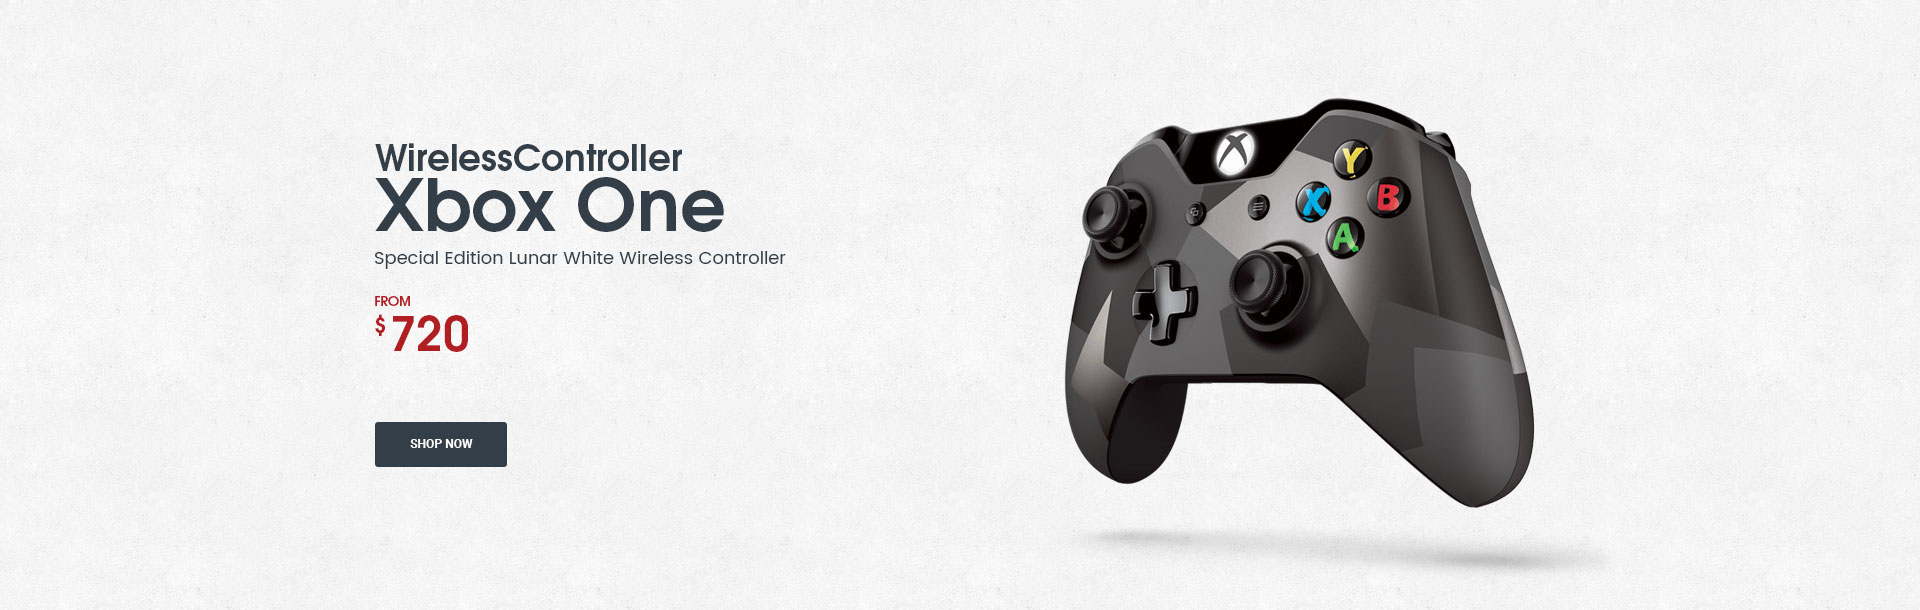 WirelessController
Xbox One
Special Edition Lunar White Wireless Controller
FROM
$720
SHOP NOW
Y
X
B
A